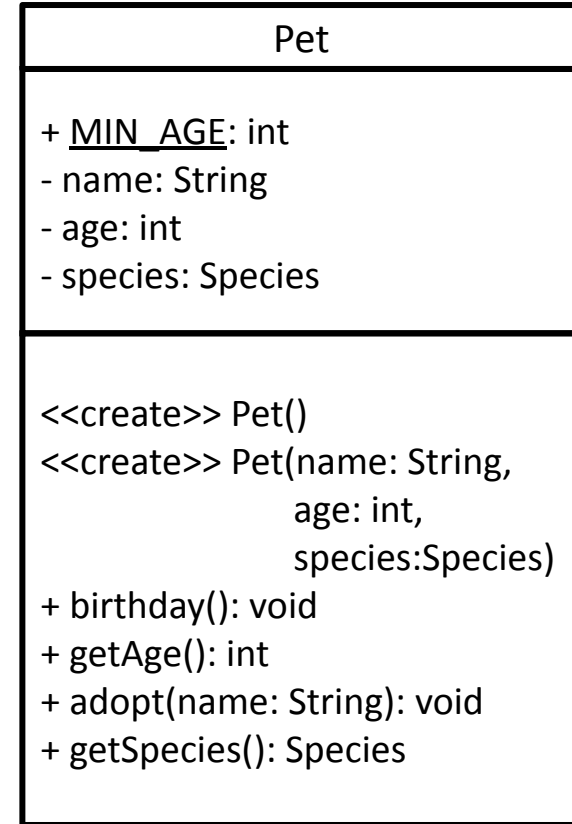 Pet
+ MIN_AGE: int
- name: String
- age: int
- species: Species
<<create>> Pet()
<<create>> Pet(name: String,
age: int,
species:Species)
+ birthday(): void
+ getAge(): int
+ adopt(name: String): void
+ getSpecies(): Species